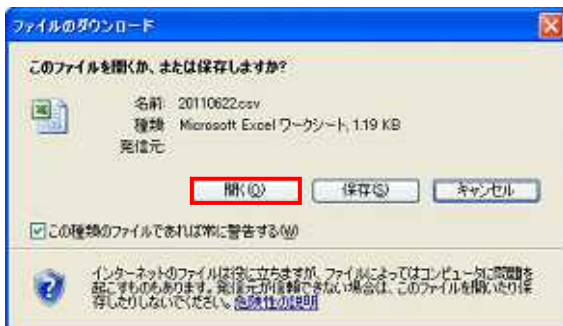 ファイルのダウンロード
このファイルを開くか、または保存しますか?
名前 20110622.csv
種類 Microsoft Excel ワークシート, 1.19 KB
発信元
開く(O) 保存(S) キャンセル
この種類のファイルであれば常に警告する(W)
インターネットのファイルは役に立ちますが、ファイルによってはコンピュータに問題を
起こすものもあります。発信元が信頼できない場合は、このファイルを開いたり保
存したりしないでください。危険性の説明